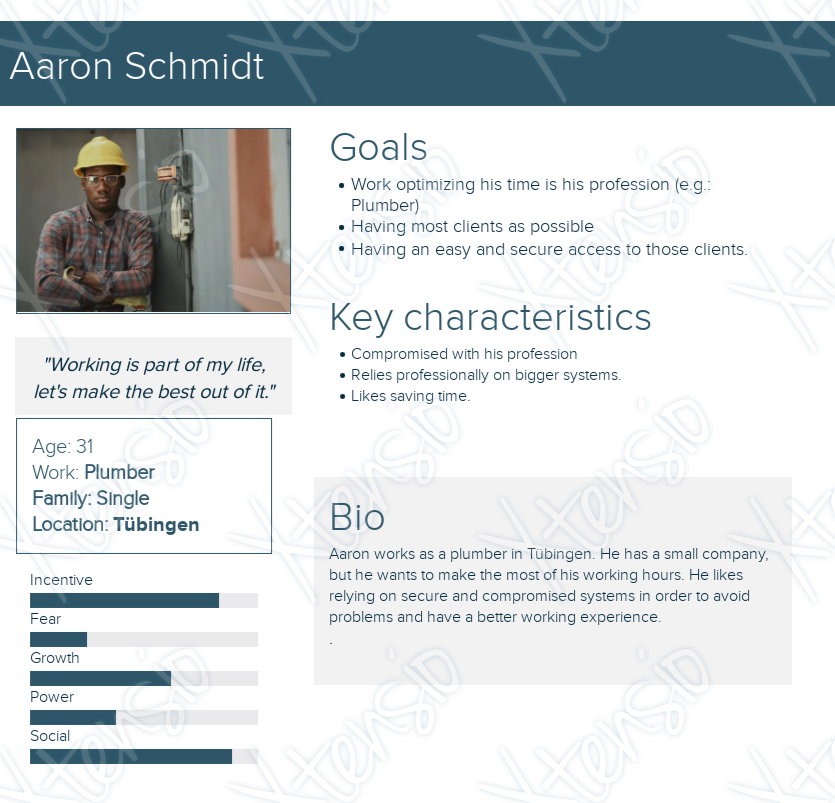 Aaron Schmidt
Goals
Work optimizing his time is his profession (e.g.:
Plumber)
Having most clients as possible
Having an easy and secure access to those clients.
Key characteristics
Compromised with his profession
Relies professionally on bigger systems.
Likes saving time.
"Working is part of my life,
let's make the best out of it."
Age: 31
Work: Plumber
Family: Single
Location: Tübingen
Incentive
Fear
Growth
Power
Social
Bio
Aaron works as a plumber in Tübingen. He has a small company,
but he wants to make the most of his working hours. He likes
relying on secure and compromised systems in order to avoid
problems and have a better working experience.
.
Xtensio